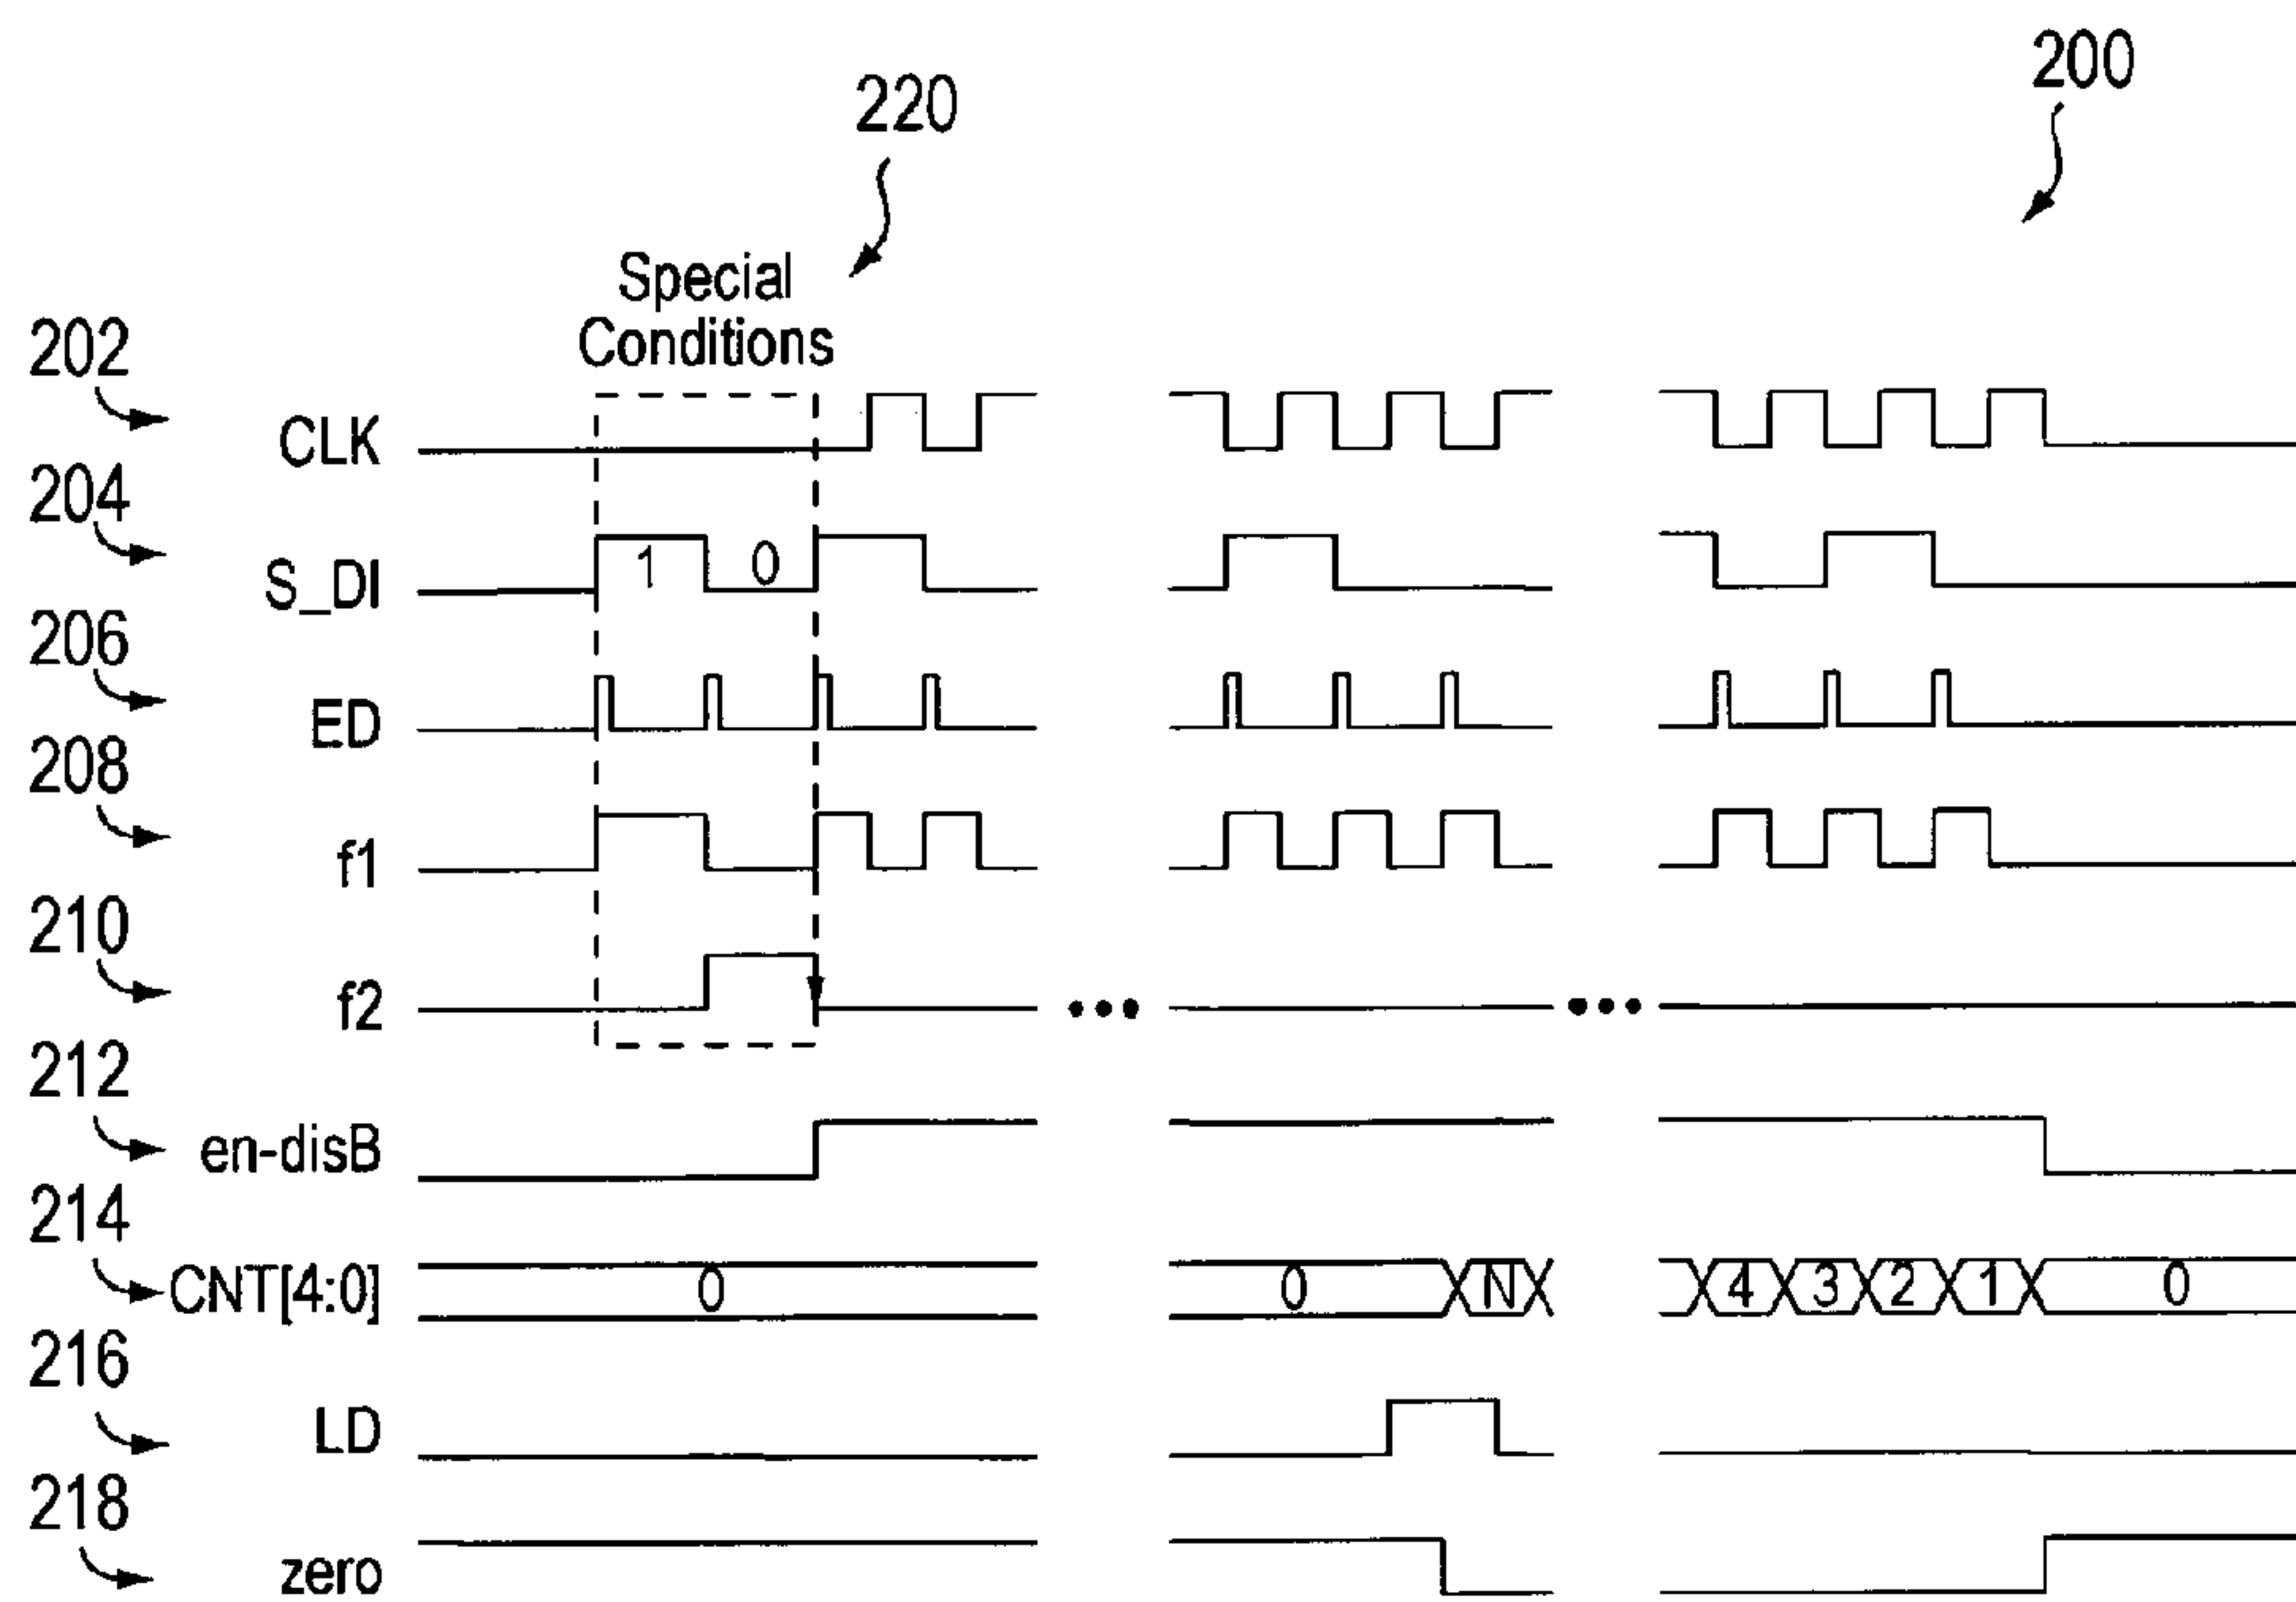 200
220
Special
Conditions
202
CLK
204
S_DI 1 0
206
ED
208
f1
210
f2
212
en-disB
214
CNT[4:0] 0 0 N 4 3 2 1 0
216
LD
218
zero